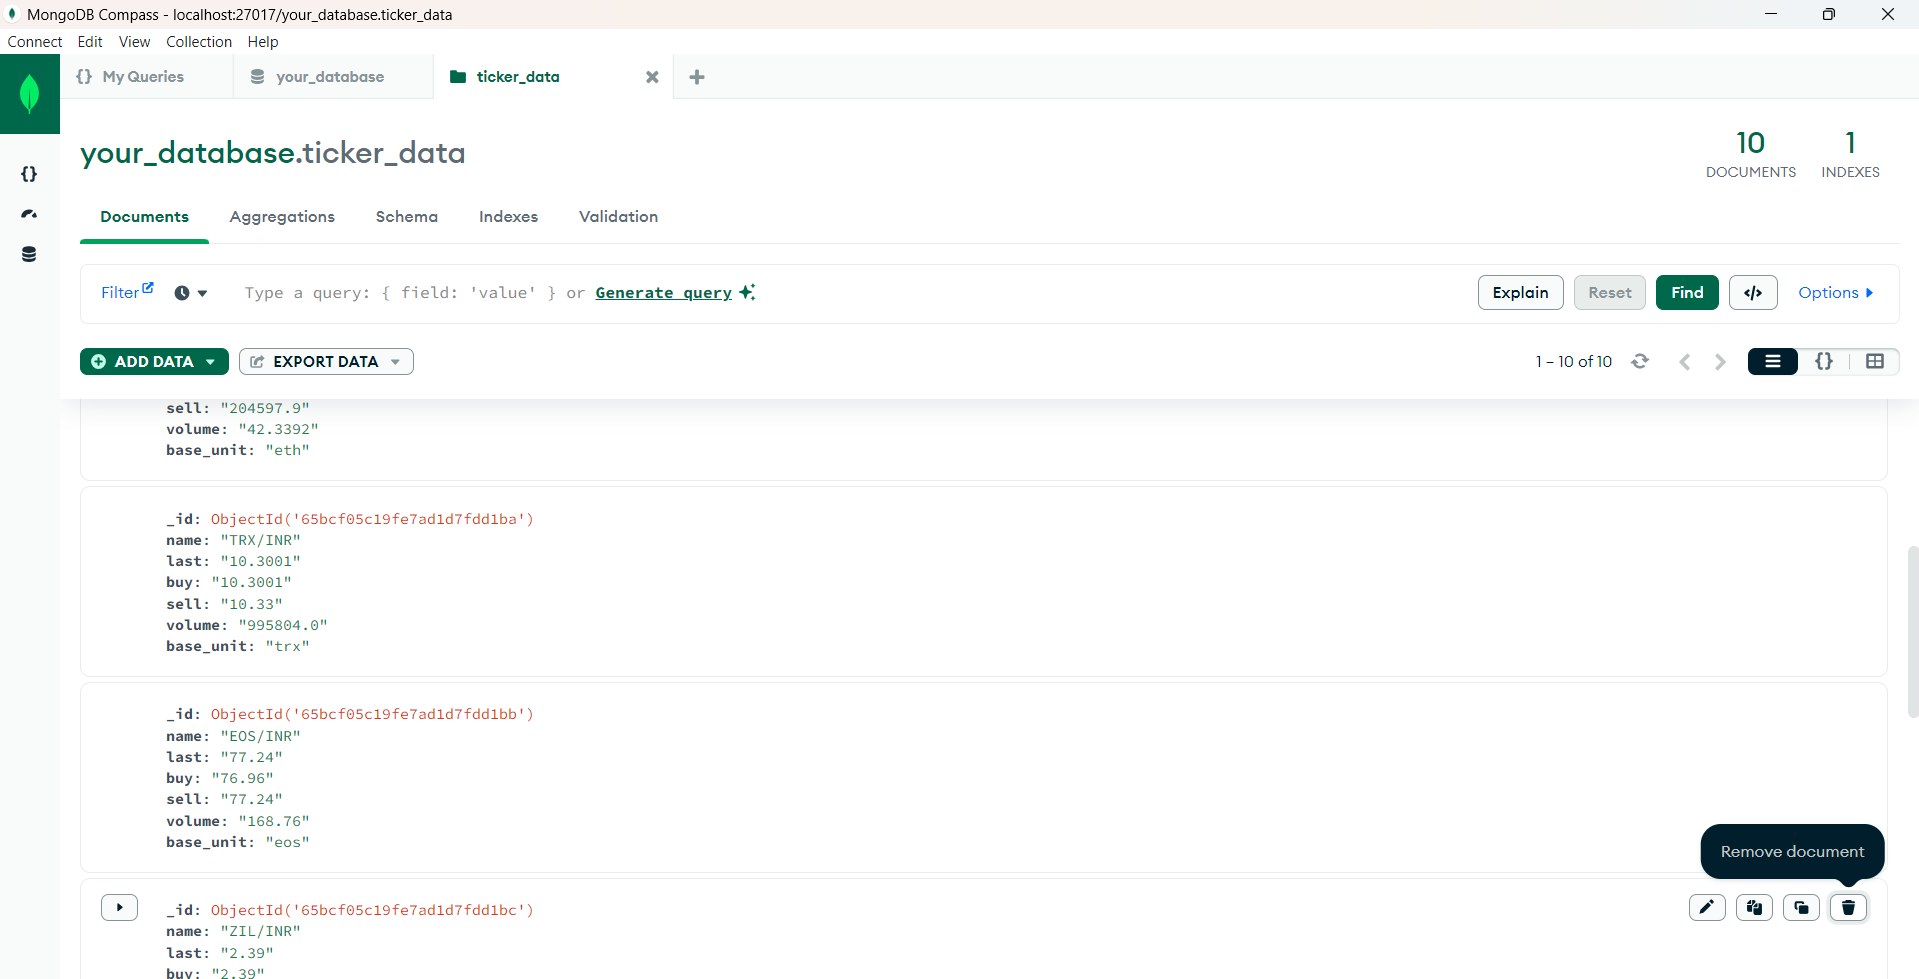 MongoDB Compass - localhost:27017/your_database.ticker_data
Connect Edit View Collection Help
{} My Queries your_database ticker_data
your_database.ticker_data
10 DOCUMENTS
1 INDEXES
Documents Aggregations Schema Indexes Validation
Filter Type a query: { field: 'value' } or Generate query Explain Reset Find </> Options
ADD DATA EXPORT DATA 1 – 10 of 10 {}
sell: "204597.9"
volume: "42.3392"
base_unit: "eth"
_id: ObjectId('65bcf05c19fe7ad1d7fdd1ba')
name: "TRX/INR"
last: "10.3001"
buy: "10.3001"
sell: "10.33"
volume: "995804.0"
base_unit: "trx"
_id: ObjectId('65bcf05c19fe7ad1d7fdd1bb')
name: "EOS/INR"
last: "77.24"
buy: "76.96"
sell: "77.24"
volume: "168.76"
base_unit: "eos"
Remove document
_id: ObjectId('65bcf05c19fe7ad1d7fdd1bc')
name: "ZIL/INR"
last: "2.39"
buy: "2.39"